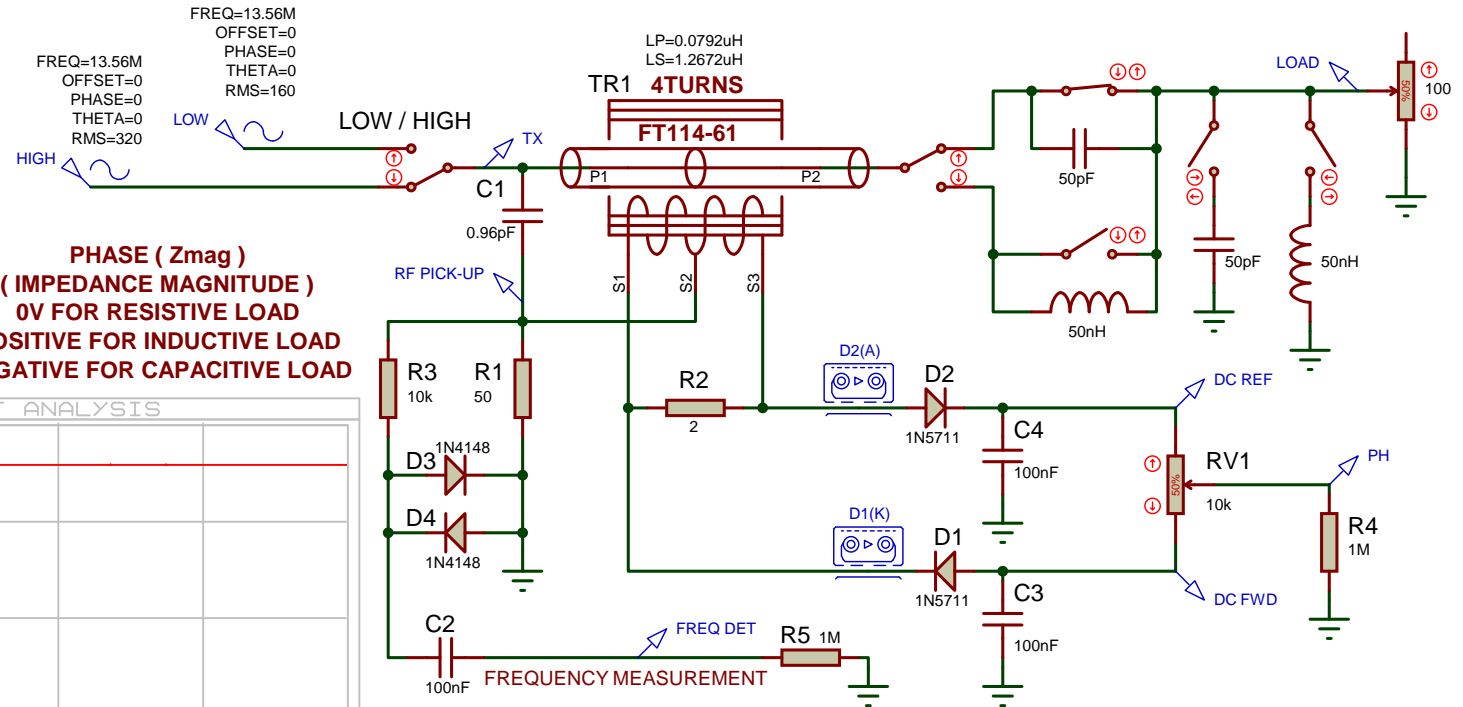 FREQ=13.56M
OFFSET=0
PHASE=0
THETA=0
RMS=160
FREQ=13.56M
OFFSET=0
PHASE=0
THETA=0
RMS=320
LOW
HIGH
LOW / HIGH
TX
C1
0.96pF
LP=0.0792uH
LS=1.2672uH
TR1 4TURNS
FT114-61
P1
P2
S1
S2
S3
50pF
50nH
50pF
50nH
LOAD
50%
100
PHASE ( Zmag )
( IMPEDANCE MAGNITUDE )
0V FOR RESISTIVE LOAD
OSITIVE FOR INDUCTIVE LOAD
GATIVE FOR CAPACITIVE LOAD
ANALYSIS
RF PICK-UP
R3
10k
R1
50
D3
1N4148
D4
1N4148
R2
2
D2(A)
D2
1N5711
C4
100nF
DC REF
RV1
50%
10k
PH
R4
1M
D1(K)
D1
1N5711
C3
100nF
DC FWD
C2
100nF
FREQ DET
R5 1M
FREQUENCY MEASUREMENT